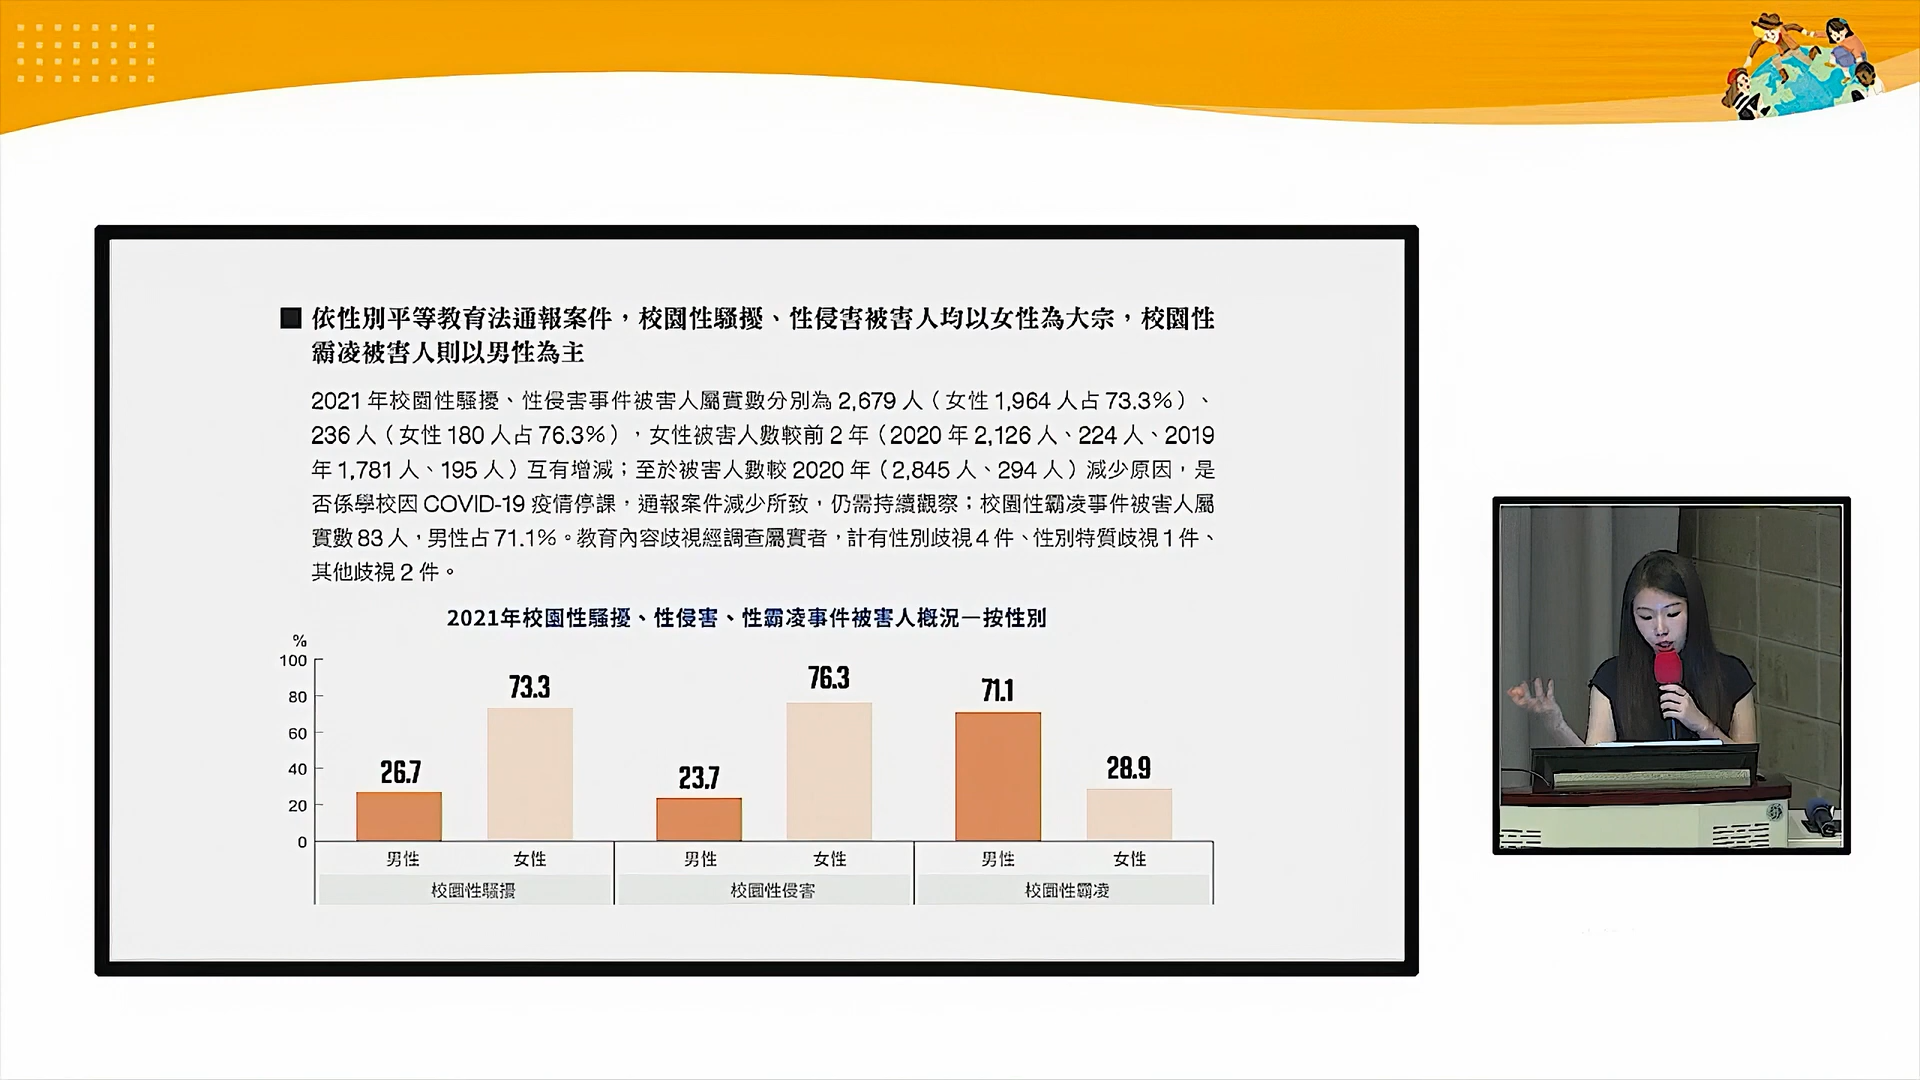 ■ 依性別平等教育法通報案件，校園性騷擾、性侵害被害人均以女性為大宗，校園性
霸凌被害人則以男性為主
2021 年校園性騷擾、性侵害事件被害人屬實數分別為 2,679 人（女性 1,964 人占 73.3%）、
236 人（女性 180 人占 76.3%），女性被害人數較前 2 年（2020 年 2,126 人、224 人、2019
年 1,781 人、195 人）互有增減；至於被害人數較 2020 年（2,845 人、294 人）減少原因，是
否係學校因 COVID-19 疫情停課，通報案件減少所致，仍需持續觀察；校園性霸凌事件被害人屬
實數 83 人，男性占 71.1%。教育內容歧視經調查屬實者，計有性別歧視 4 件、性別特質歧視 1 件、
其他歧視 2 件。
2021年校園性騷擾、性侵害、性霸凌事件被害人概況－按性別
%
100
80
60
40
20
0
26.7
73.3
23.7
76.3
71.1
28.9
男性 女性 男性 女性 男性 女性
校園性騷擾 校園性侵害 校園性霸凌